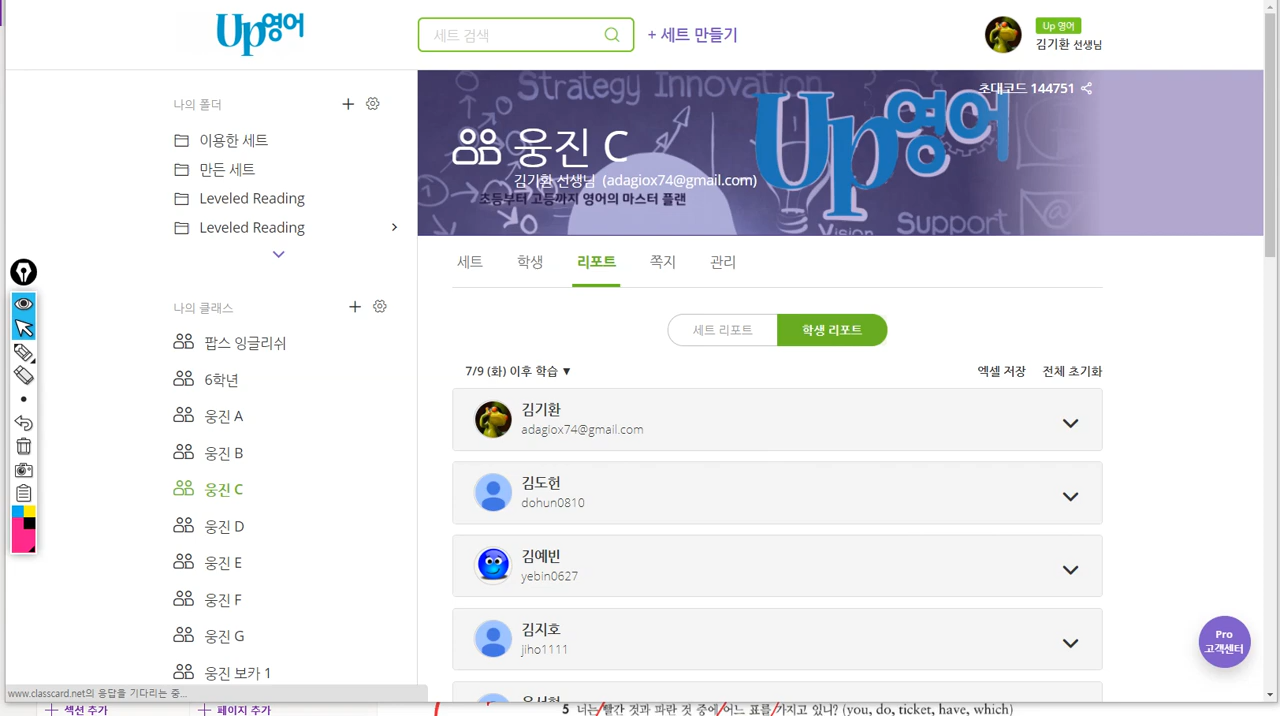 Up영어
세트 검색
+ 세트 만들기
Up 영어
김기환 선생님
나의 폴더
이용한 세트
만든 세트
Leveled Reading
Leveled Reading
나의 클래스
팝스 잉글리쉬
6학년
웅진 A
웅진 B
웅진 C
웅진 D
웅진 E
웅진 F
웅진 G
웅진 보카 1
Strategy Innovation
초대코드 144751
Up영어
웅진 C
김기환 선생님 (adagiox74@gmail.com)
초등부터 고등까지 영어의 마스터 플랜
Vision
Support
세트 학생 리포트 쪽지 관리
세트 리포트 학생 리포트
7/9 (화) 이후 학습 ▼
엑셀 저장 전체 초기화
김기환
adagiox74@gmail.com
김도헌
dohun0810
김예빈
yebin0627
김지호
jiho1111
Pro
고객센터
www.classcard.net의 응답을 기다리는 중...
섹션 추가
페이지 추가
5 너는 빨간 것과 파란 것 중에 어느 표를 가지고 있니? (you, do, ticket, have, which)